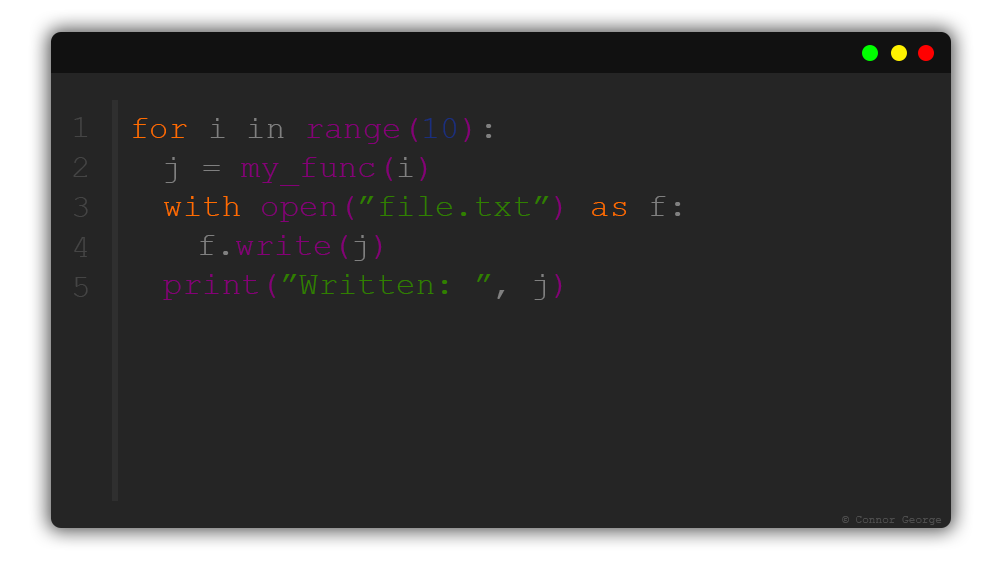 1 for i in range(10):
2   j = my_func(i)
3   with open(”file.txt”) as f:
4     f.write(j)
5   print(”Written: ”, j)
© Connor George